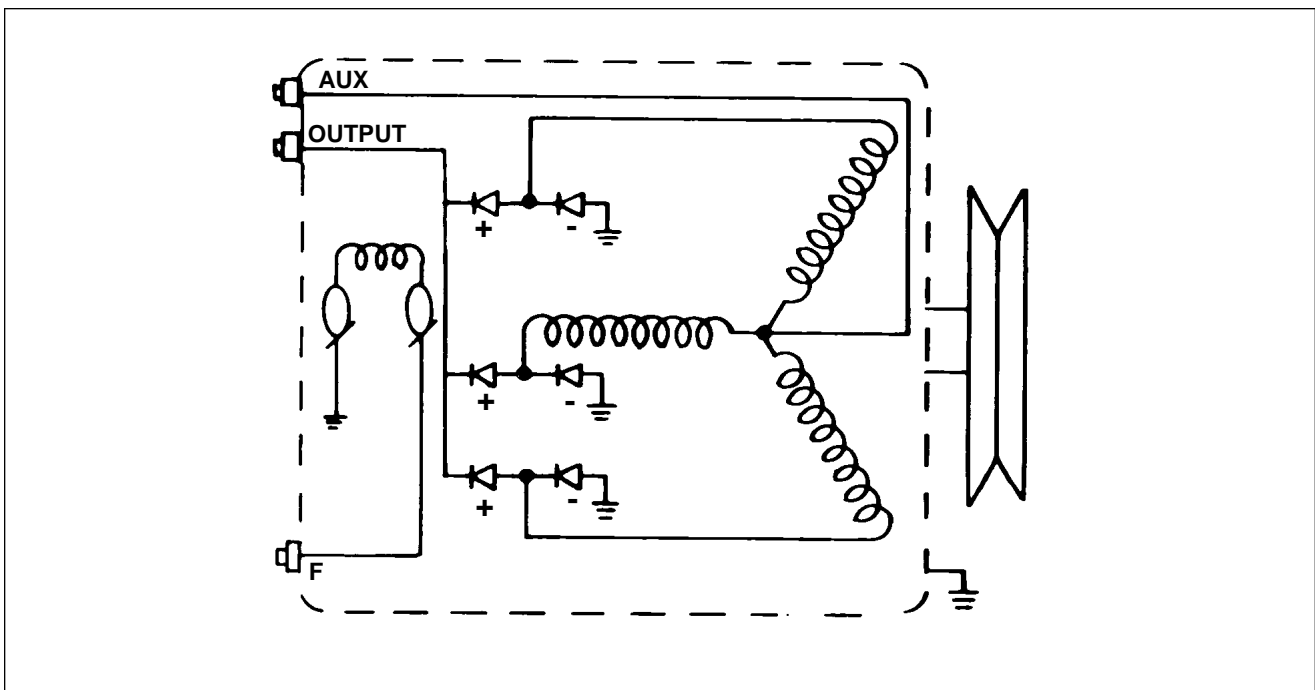 AUX
OUTPUT
+ -
+ -
+ -
F